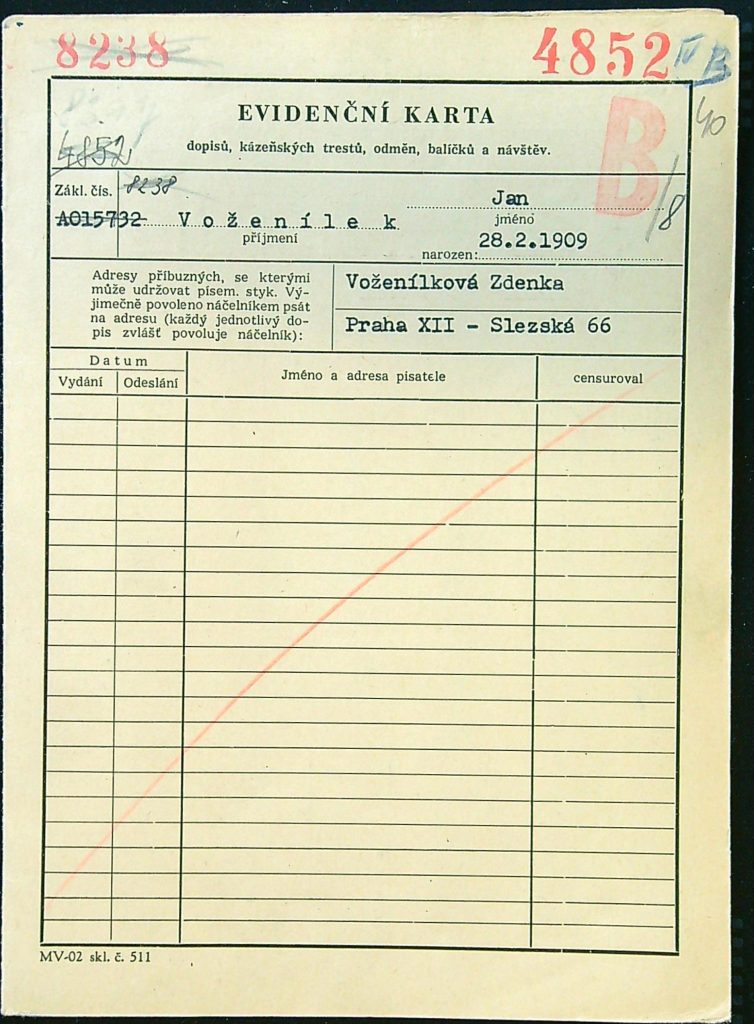 8238
4852 IV B
40
EVIDENČNÍ KARTA
dopisů, kázeňských trestů, odměn, balíčků a návštěv.
B/8
4852
Zákl. čís. 8238
AO15732 Voženílek Jan
příjmení jméno
narozen: 28.2.1909
Adresy příbuzných, se kterými
může udržovat písem. styk. Vý-
jimečně povoleno náčelníkem psát
na adresu (každý jednotlivý do-
pis zvlášť povoluje náčelník):
Voženílková Zdenka
Praha XII - Slezská 66
Datum
Vydání Odeslání Jméno a adresa pisatele censuroval
MV-02 skl. č. 511